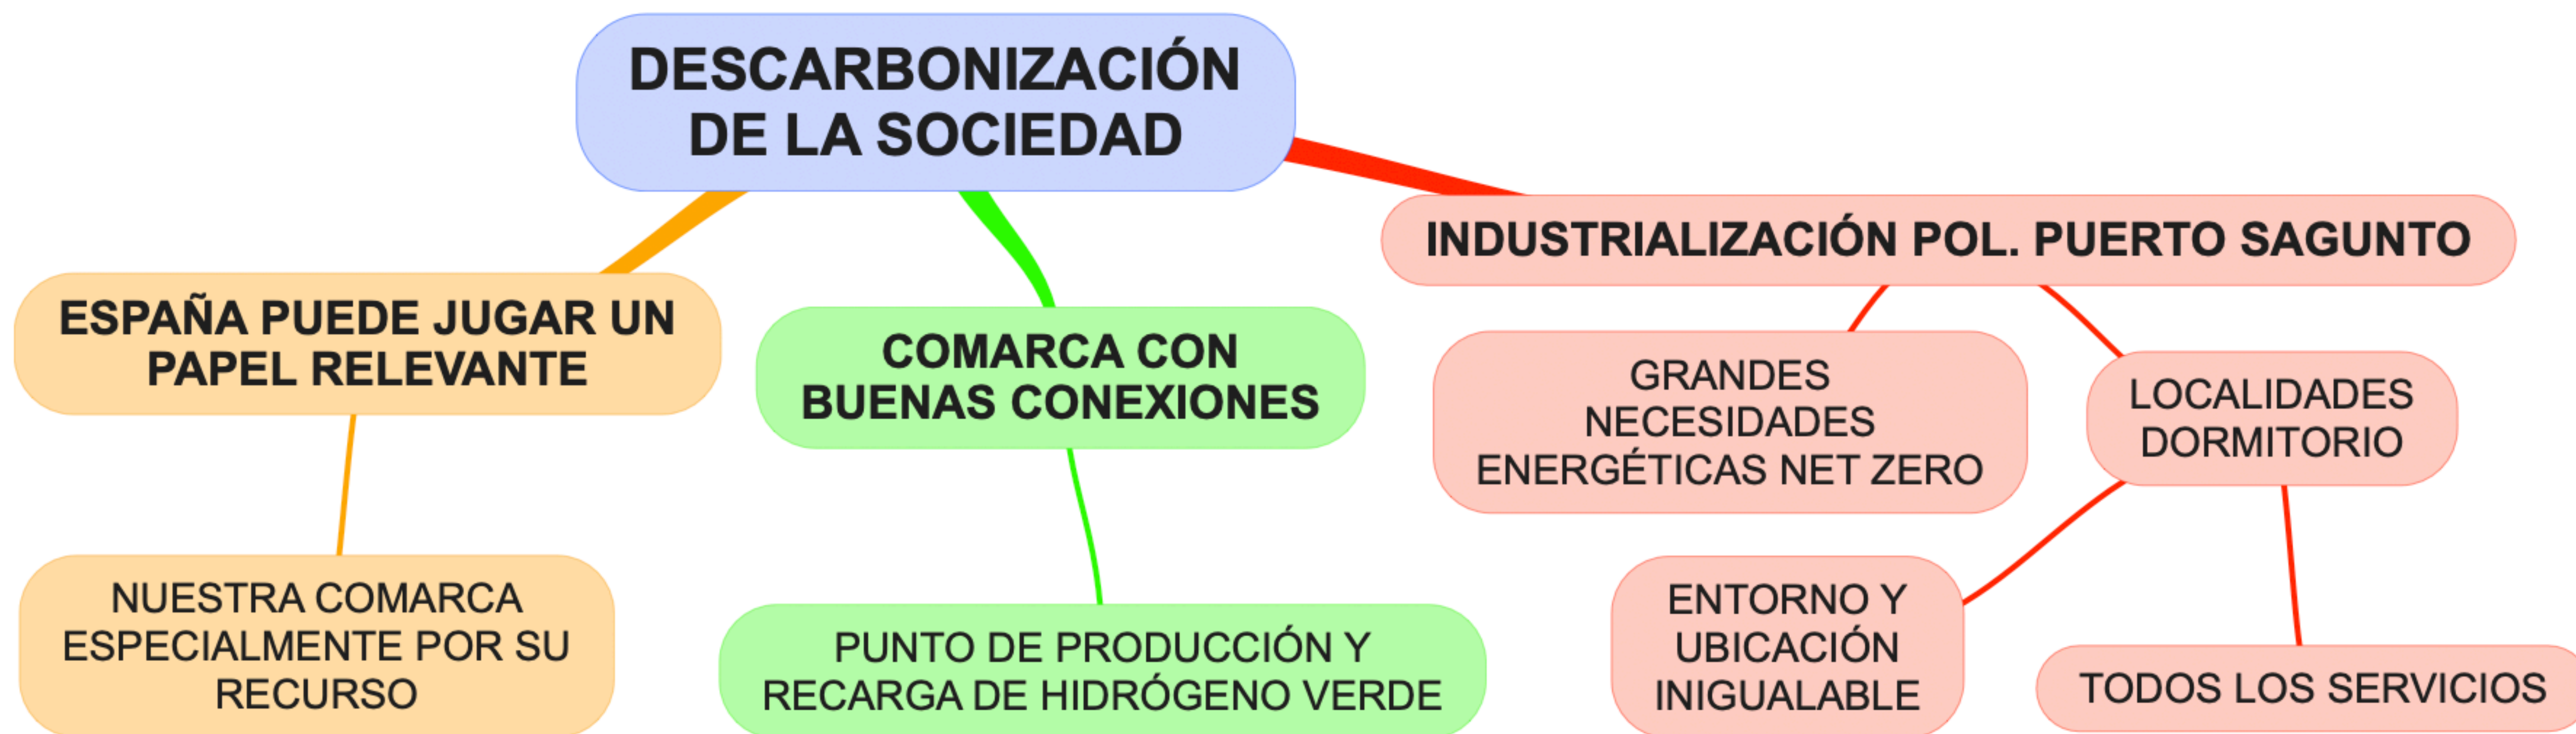 DESCARBONIZACIÓN
DE LA SOCIEDAD
INDUSTRIALIZACIÓN POL. PUERTO SAGUNTO
ESPAÑA PUEDE JUGAR UN
PAPEL RELEVANTE
COMARCA CON
BUENAS CONEXIONES
GRANDES
NECESIDADES
ENERGÉTICAS NET ZERO
LOCALIDADES
DORMITORIO
NUESTRA COMARCA
ESPECIALMENTE POR SU
RECURSO
PUNTO DE PRODUCCIÓN Y
RECARGA DE HIDRÓGENO VERDE
ENTORNO Y
UBICACIÓN
INIGUALABLE
TODOS LOS SERVICIOS